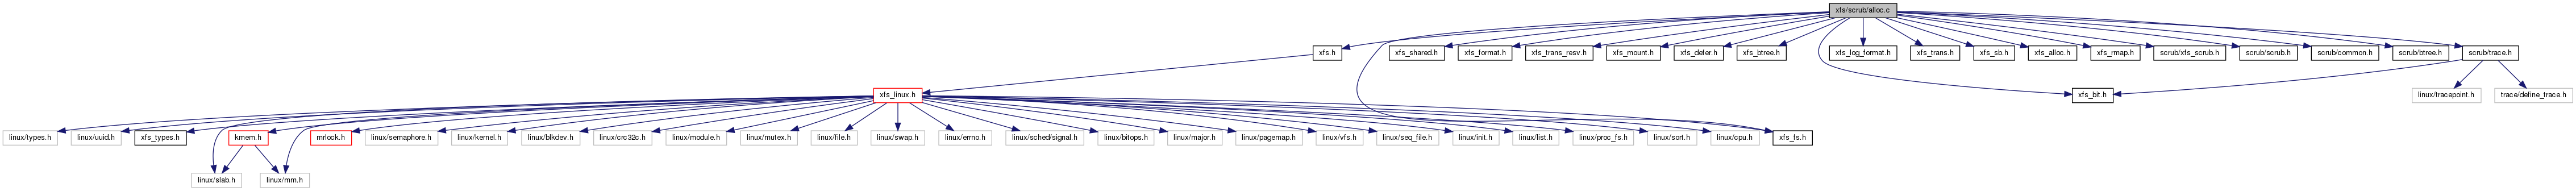 xfs/scrub/alloc.c
xfs.h
xfs_shared.h
xfs_format.h
xfs_trans_resv.h
xfs_mount.h
xfs_defer.h
xfs_btree.h
xfs_log_format.h
xfs_trans.h
xfs_sb.h
xfs_alloc.h
xfs_rmap.h
scrub/xfs_scrub.h
scrub/scrub.h
scrub/common.h
scrub/btree.h
scrub/trace.h
xfs_linux.h
xfs_bit.h
linux/tracepoint.h
trace/define_trace.h
linux/types.h
linux/uuid.h
xfs_types.h
kmem.h
mrlock.h
linux/semaphore.h
linux/kernel.h
linux/blkdev.h
linux/crc32c.h
linux/module.h
linux/mutex.h
linux/file.h
linux/swap.h
linux/errno.h
linux/sched/signal.h
linux/bitops.h
linux/major.h
linux/pagemap.h
linux/vfs.h
linux/seq_file.h
linux/init.h
linux/list.h
linux/proc_fs.h
linux/sort.h
linux/cpu.h
xfs_fs.h
linux/slab.h
linux/mm.h